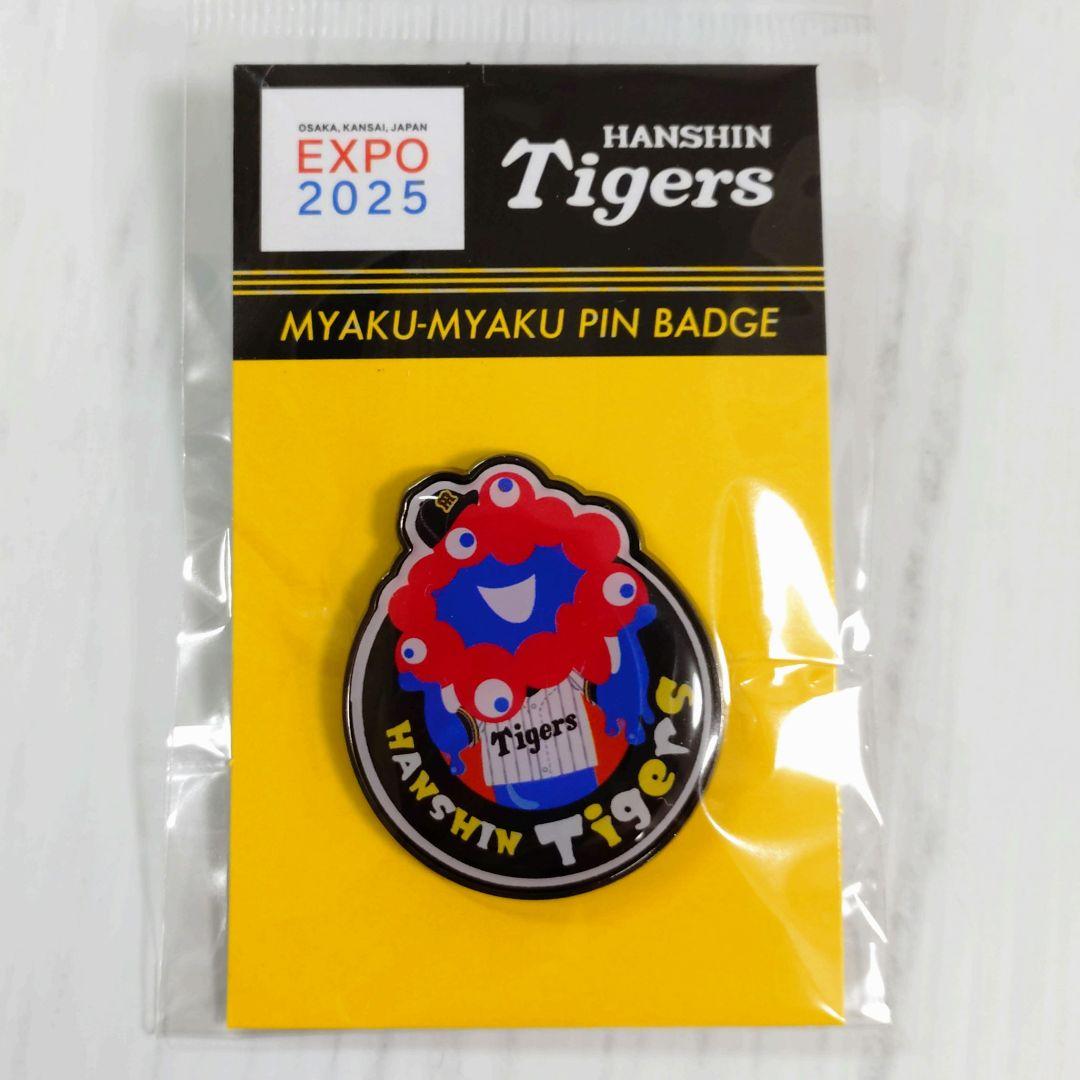 OSAKA, KANSAI, JAPAN
EXPO
2025
HANSHIN
Tigers
MYAKU-MYAKU PIN BADGE
Tigers
HANSHIN Tigers